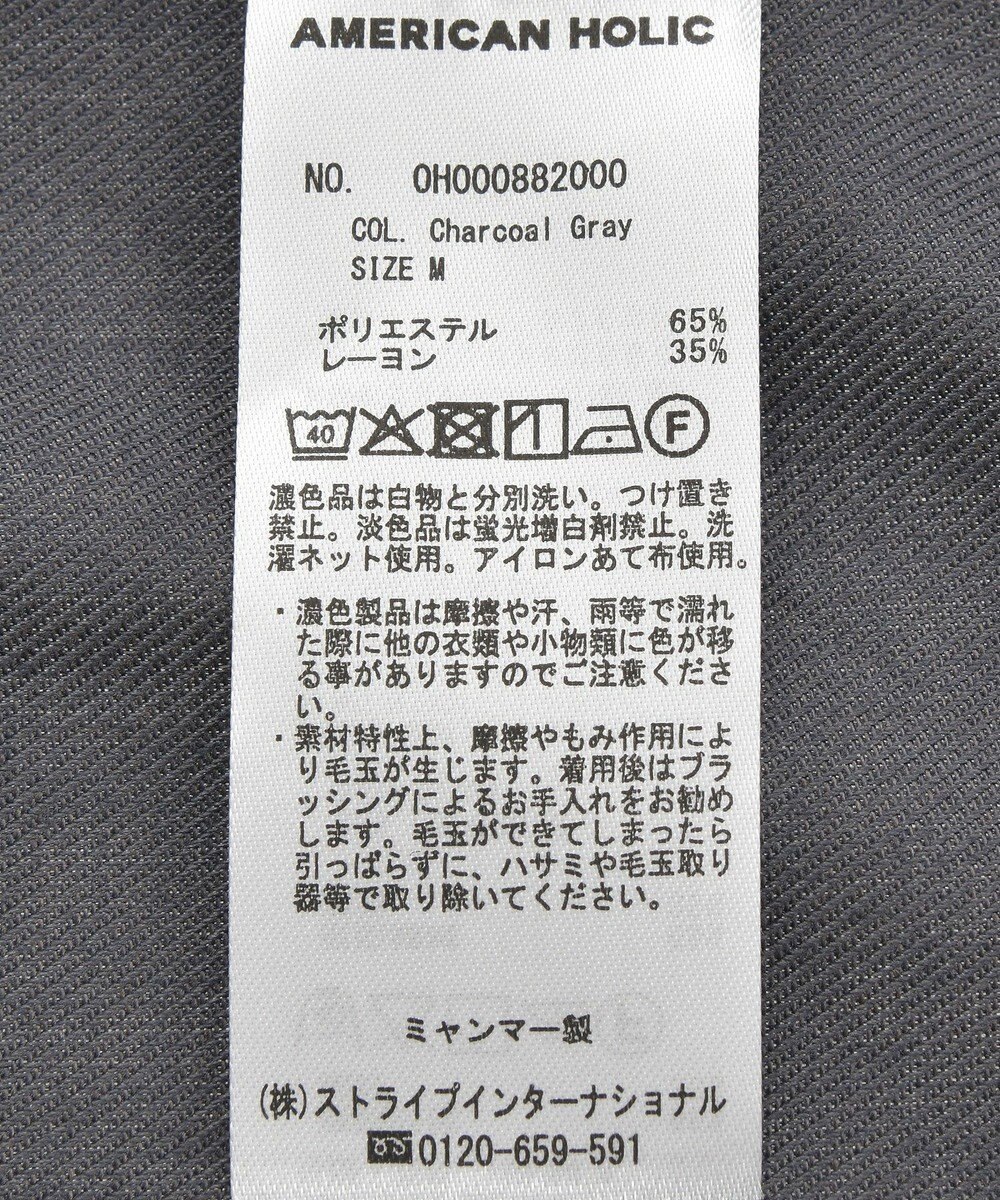 AMERICAN HOLIC
NO. OH000882000
COL. Charcoal Gray
SIZE M
ポリエステル 65%
レーヨン 35%
40 F
濃色品は白物と分別洗い。つけ置き
禁止。淡色品は蛍光増白剤禁止。洗
濯ネット使用。アイロンあて布使用。
・濃色製品は摩擦や汗、雨等で濡れ
た際に他の衣類や小物類に色が移
る事がありますのでご注意くださ
い。
・素材特性上、摩擦やもみ作用によ
り毛玉が生じます。着用後はブラ
ッシングによるお手入れをお勧め
します。毛玉ができてしまったら
引っぱらずに、ハサミや毛玉取り
器等で取り除いてください。
ミャンマー製
(株)ストライプインターナショナル
0120-659-591